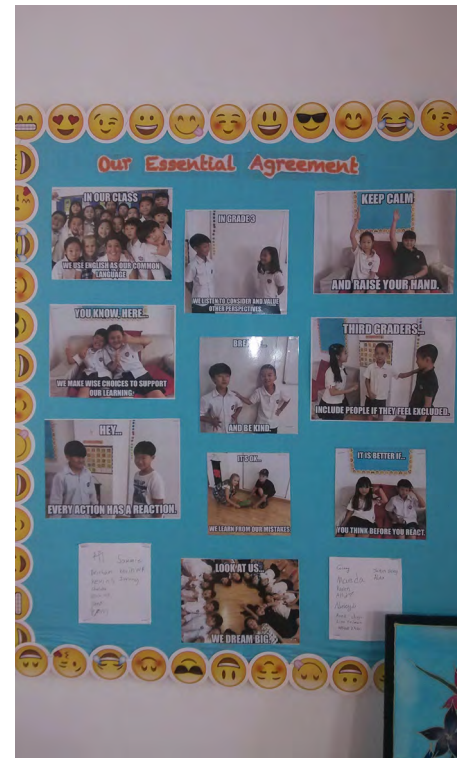 Our Essential Agreement
IN OUR CLASS
WE USE ENGLISH AS OUR COMMON
LANGUAGE
IN GRADE 3
WE LISTEN TO CONSIDER AND VALUE
OTHER PERSPECTIVES
KEEP CALM
AND RAISE YOUR HAND.
YOU KNOW, HERE...
WE MAKE WISE CHOICES TO SUPPORT
OUR LEARNING.
AND BE KIND.
THIRD GRADERS...
INCLUDE PEOPLE IF THEY FEEL EXCLUDED.
HEY...
EVERY ACTION HAS A REACTION.
IT'S OK...
WE LEARN FROM OUR MISTAKES
IT IS BETTER IF...
YOU THINK BEFORE YOU REACT.
LOOK AT US...
WE DREAM BIG